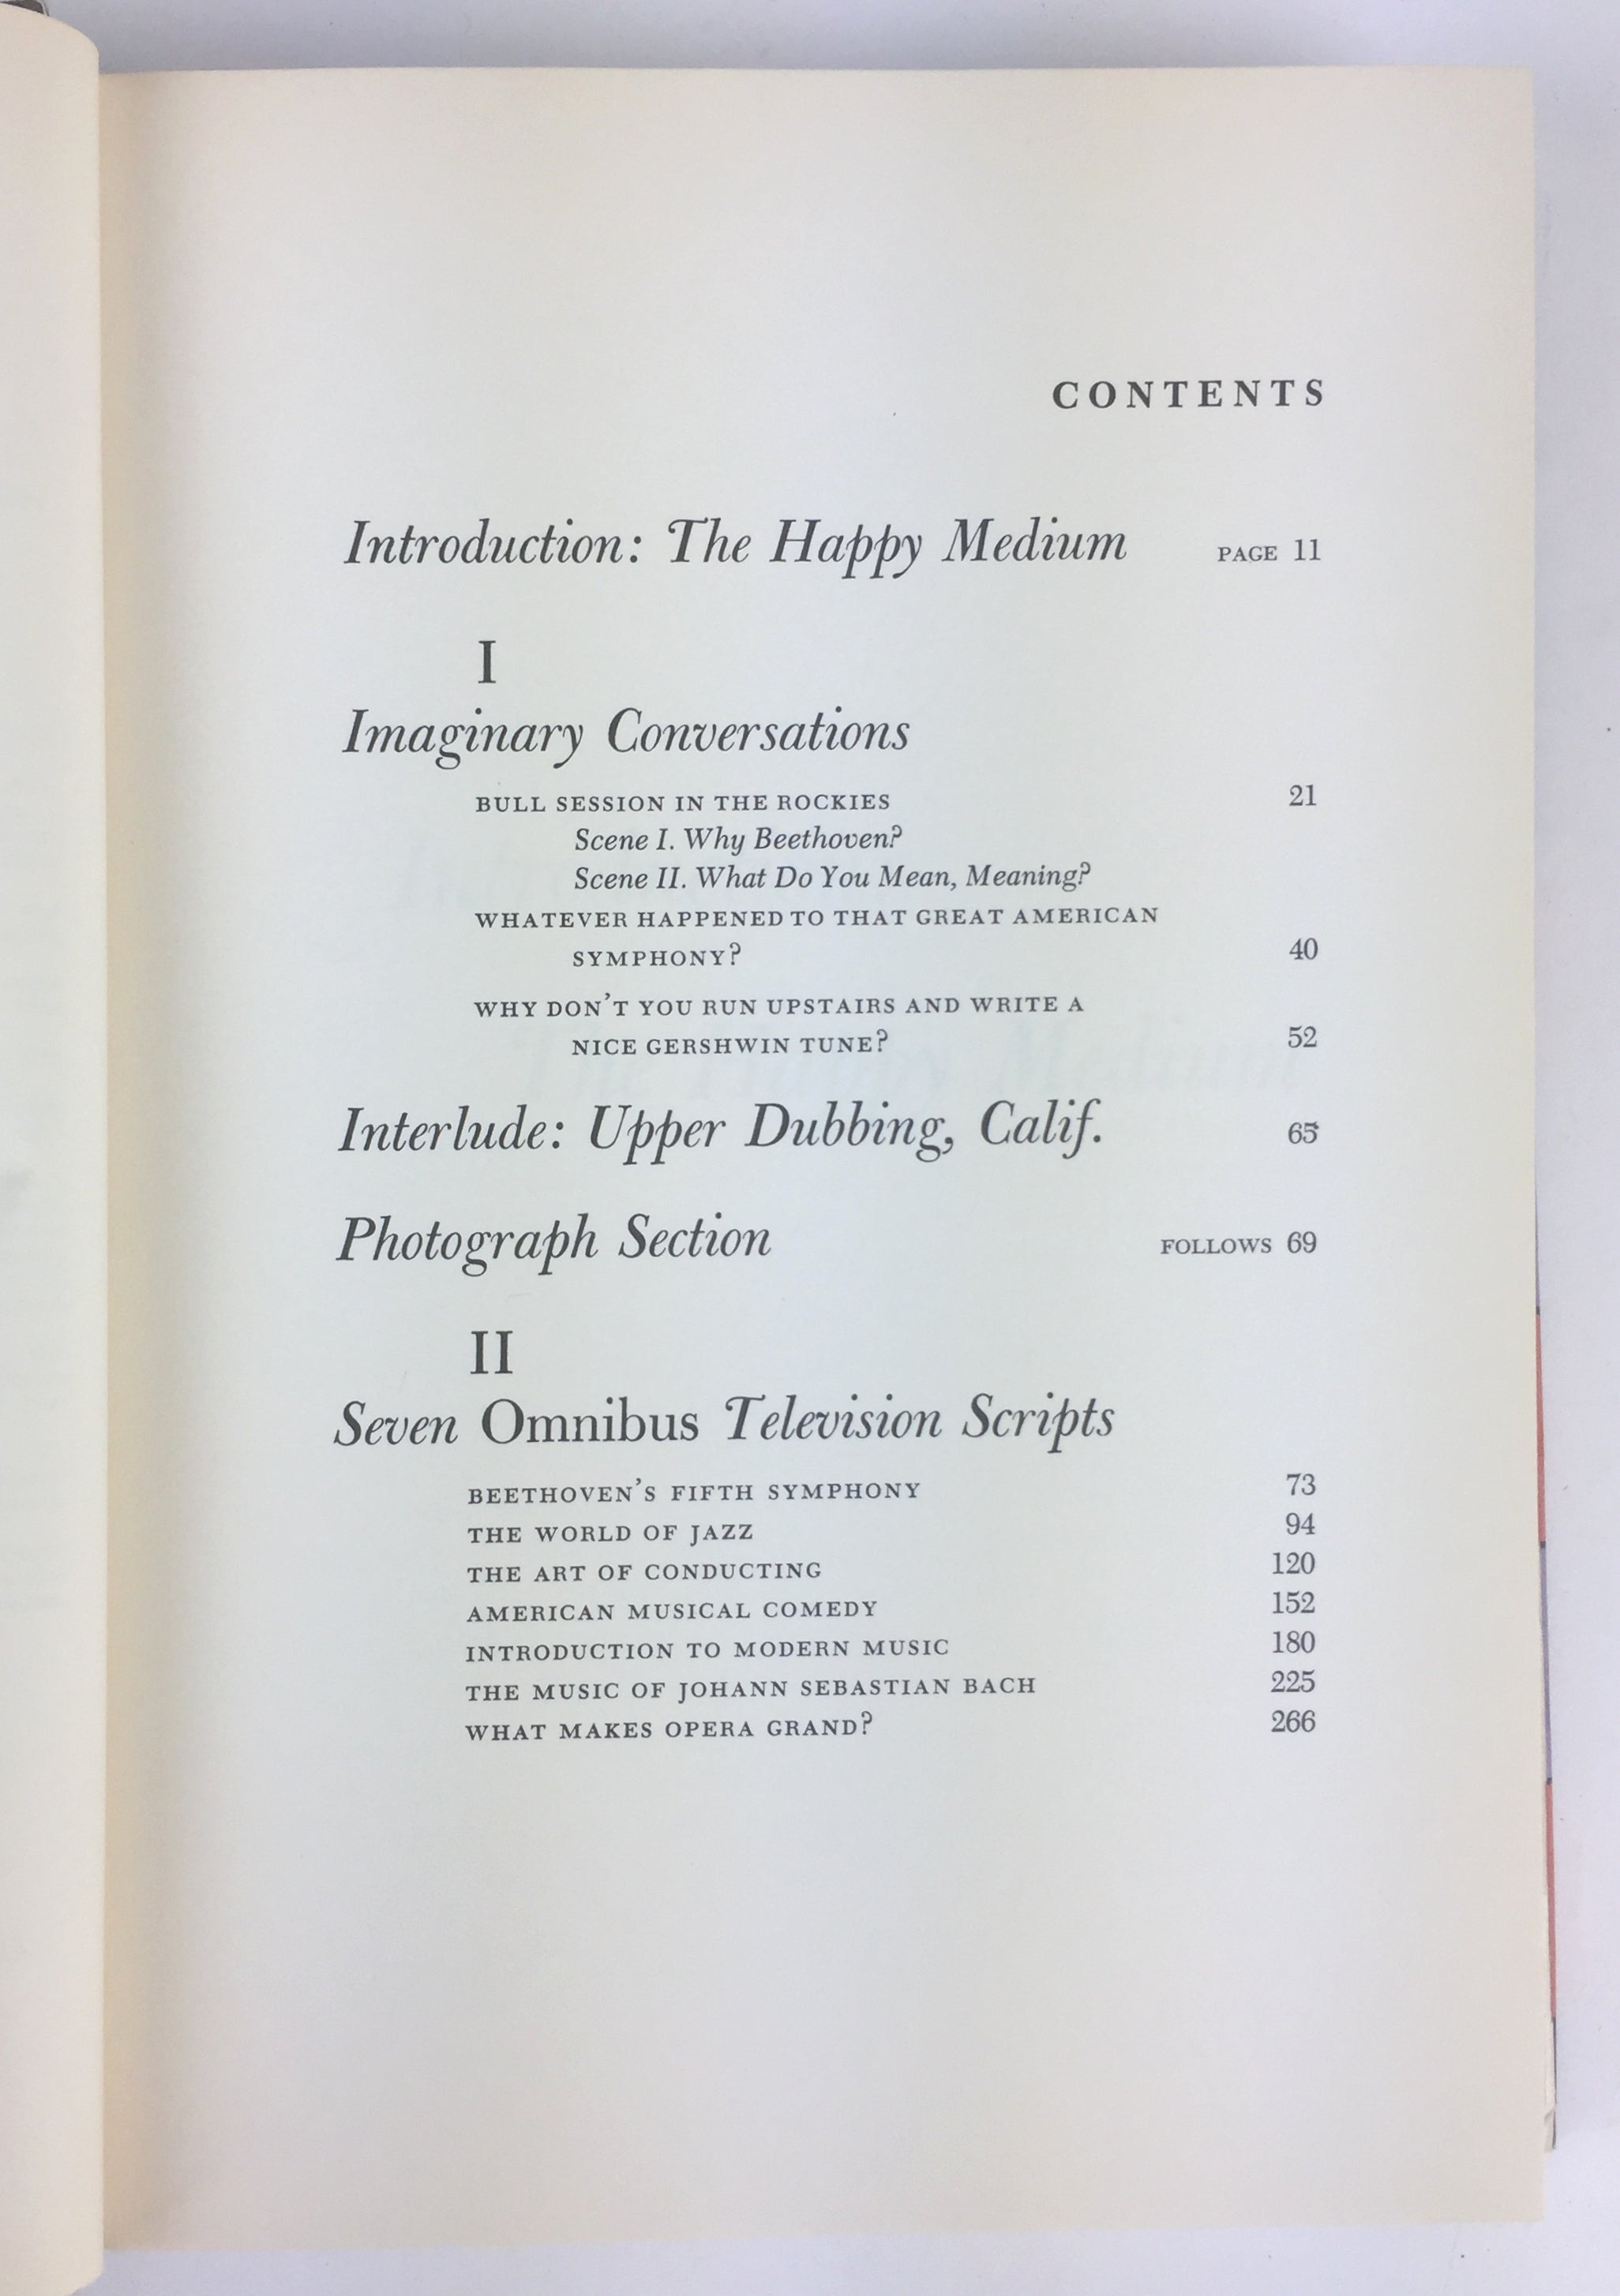 CONTENTS
Introduction: The Happy Medium PAGE 11
I
Imaginary Conversations
BULL SESSION IN THE ROCKIES 21
Scene I. Why Beethoven?
Scene II. What Do You Mean, Meaning?
WHATEVER HAPPENED TO THAT GREAT AMERICAN
SYMPHONY? 40
WHY DON'T YOU RUN UPSTAIRS AND WRITE A
NICE GERSHWIN TUNE? 52
Interlude: Upper Dubbing, Calif. 65
Photograph Section FOLLOWS 69
II
Seven Omnibus Television Scripts
BEETHOVEN'S FIFTH SYMPHONY 73
THE WORLD OF JAZZ 94
THE ART OF CONDUCTING 120
AMERICAN MUSICAL COMEDY 152
INTRODUCTION TO MODERN MUSIC 180
THE MUSIC OF JOHANN SEBASTIAN BACH 225
WHAT MAKES OPERA GRAND? 266